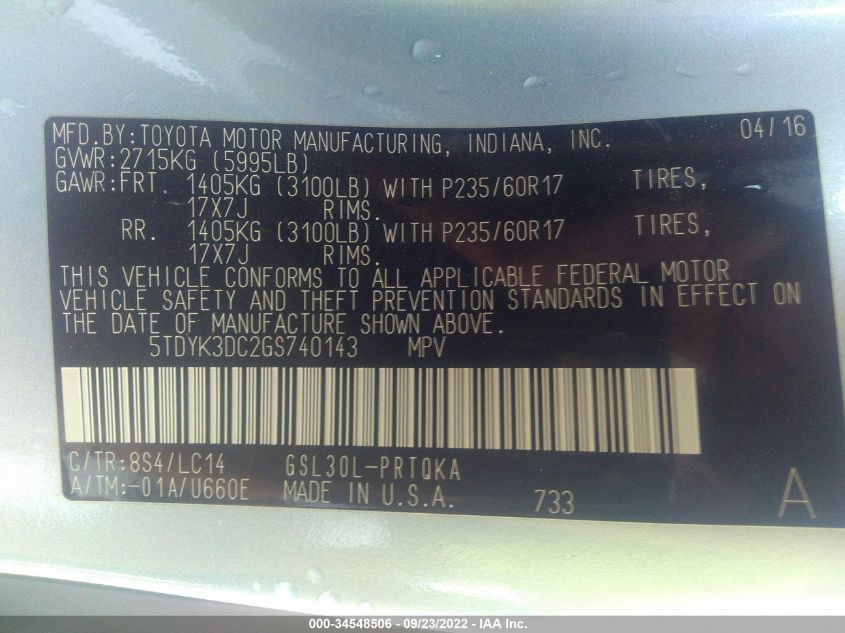 MFD.BY:TOYOTA MOTOR MANUFACTURING, INDIANA, INC. 04/16
GVWR:2715KG (5995LB)
GAWR:FRT. 1405KG (3100LB) WITH P235/60R17 TIRES,
17X7J RIMS.
RR. 1405KG (3100LB) WITH P235/60R17 TIRES,
17X7J RIMS.
THIS VEHICLE CONFORMS TO ALL APPLICABLE FEDERAL MOTOR
VEHICLE SAFETY AND THEFT PREVENTION STANDARDS IN EFFECT ON
THE DATE OF MANUFACTURE SHOWN ABOVE.
5TDYK3DC2GS740143 MPV
C/TR:8S4/LC14 GSL30L-PRTQKA
A/TM:-01A/U660E MADE IN U.S.A. 733 A
000-34548506 - 09/23/2022 - IAA Inc.